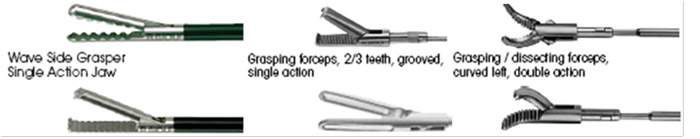 Wave Side Grasper
Single Action Jaw
Grasping forceps, 2/3 teeth, grooved,
single action
Grasping / dissecting forceps,
curved left, double action